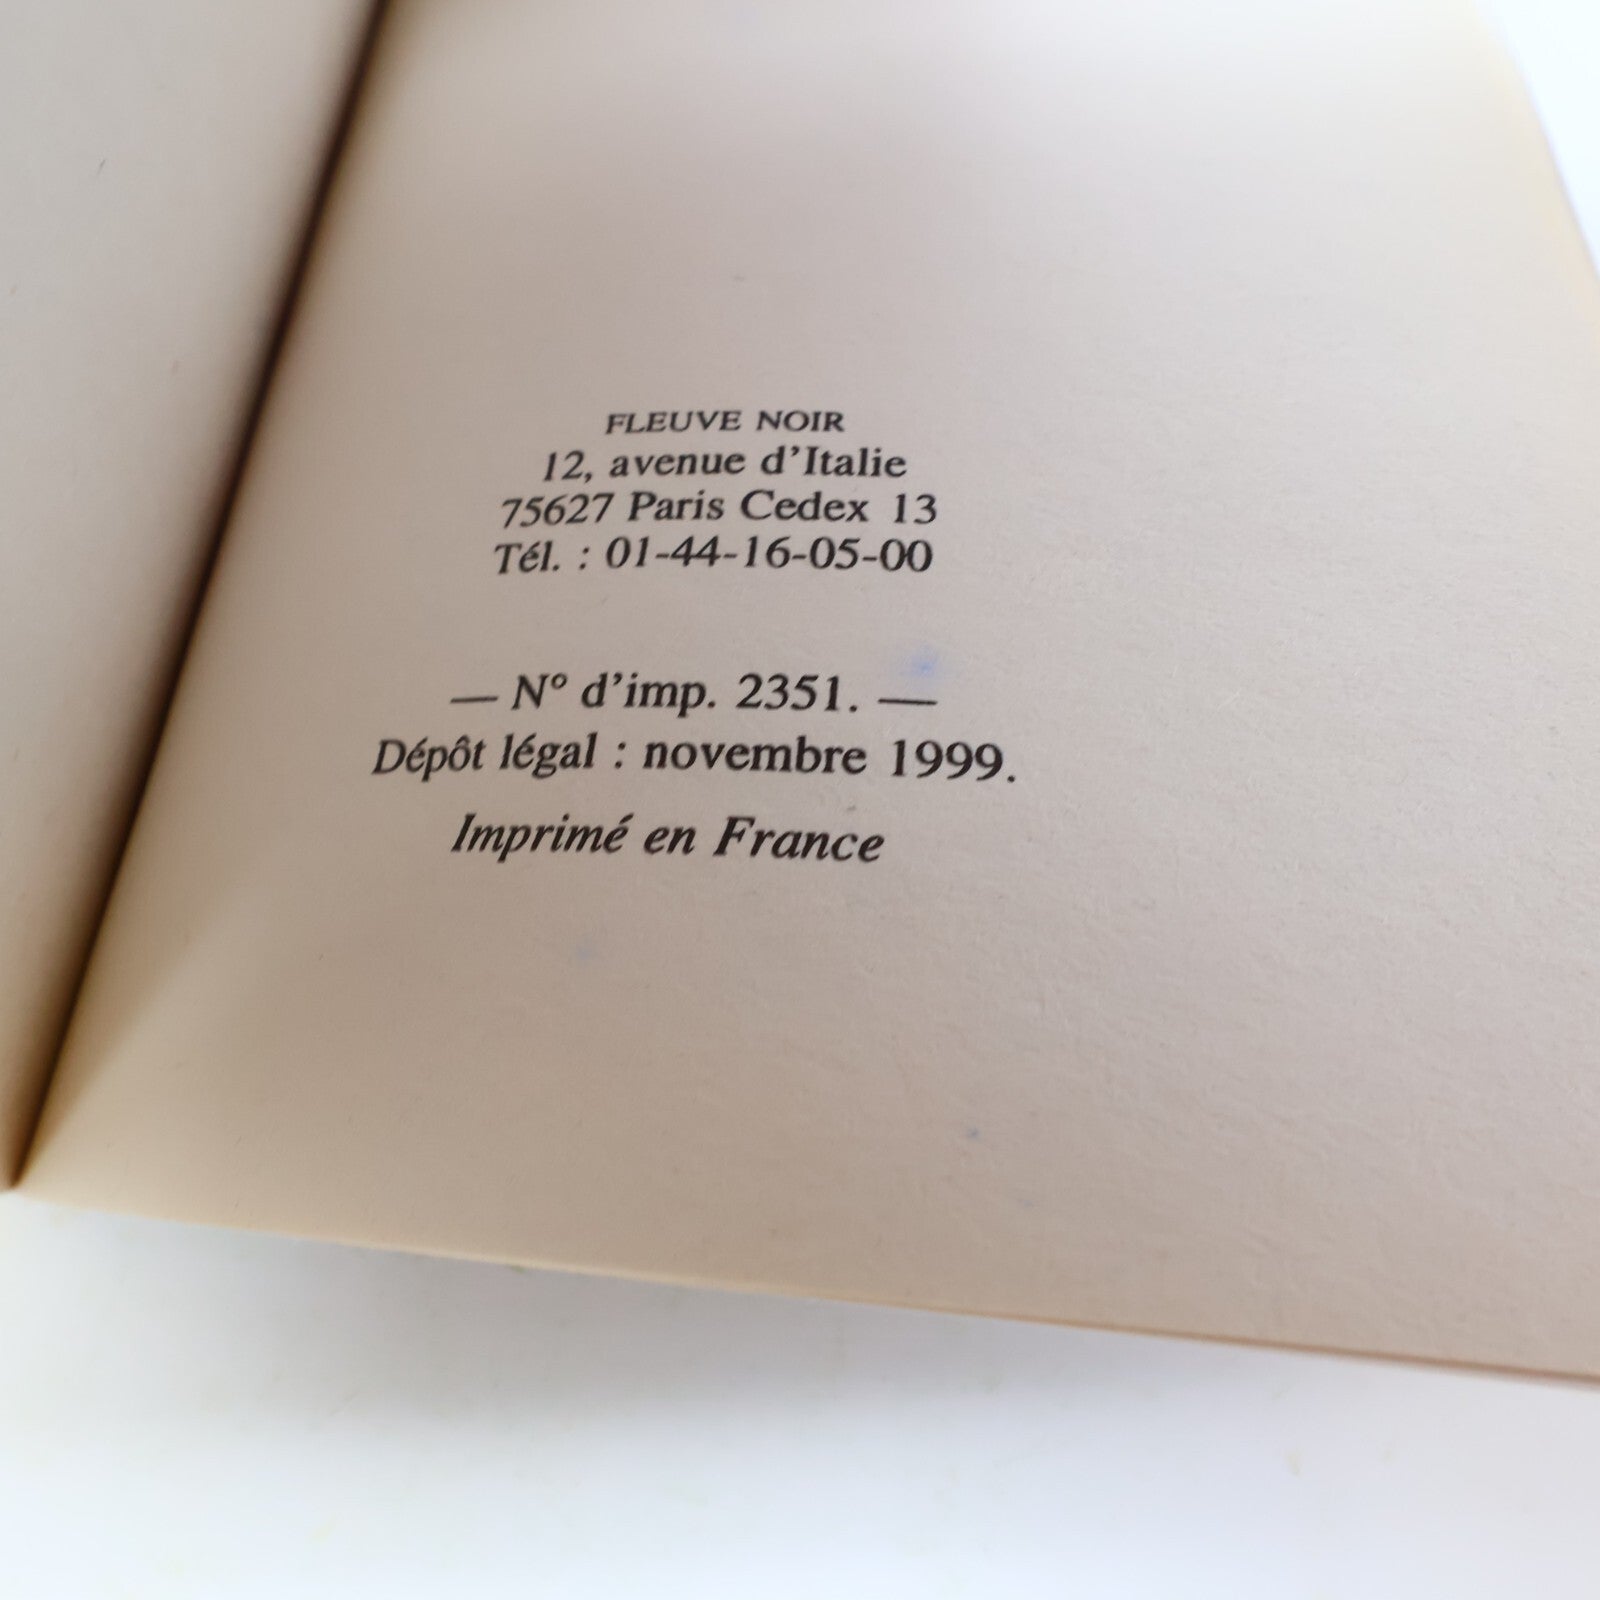 FLEUVE NOIR
12, avenue d'Italie
75627 Paris Cedex 13
Tél. : 01-44-16-05-00
— N° d'imp. 2351. —
Dépôt légal : novembre 1999.
Imprimé en France